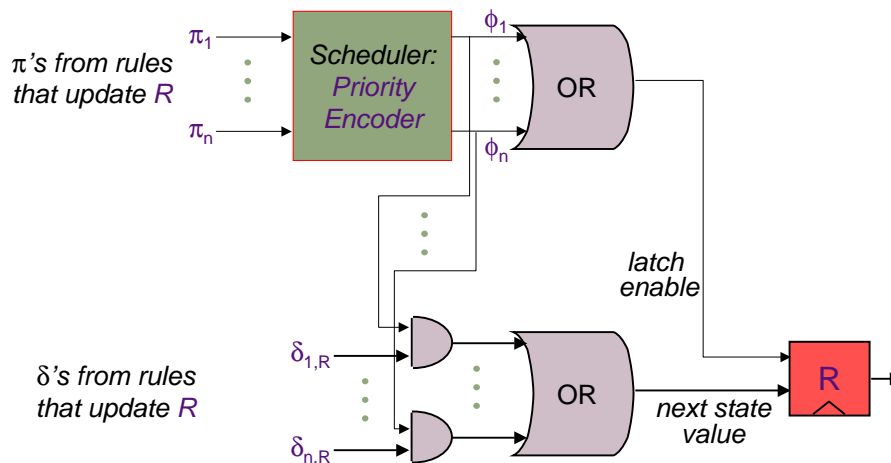 π's from rules
that update R
π1
πn
Scheduler:
Priority
Encoder
ϕ1
ϕn
OR
latch
enable
δ's from rules
that update R
δ1,R
δn,R
OR
next state
value
R